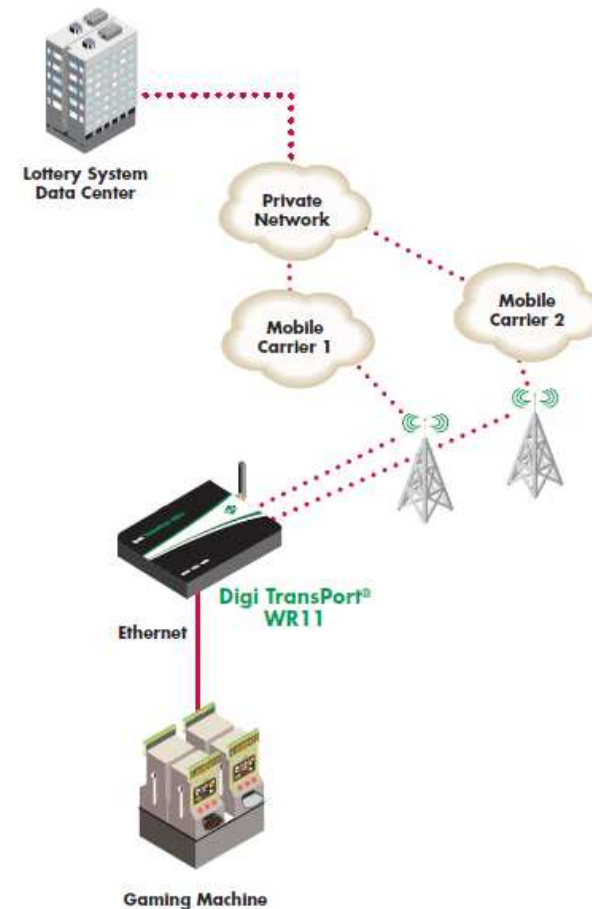 Lottery System
Data Center
Private
Network
Mobile
Carrier 1
Mobile
Carrier 2
Digi TransPort®
WR11
Ethernet
Gaming Machine